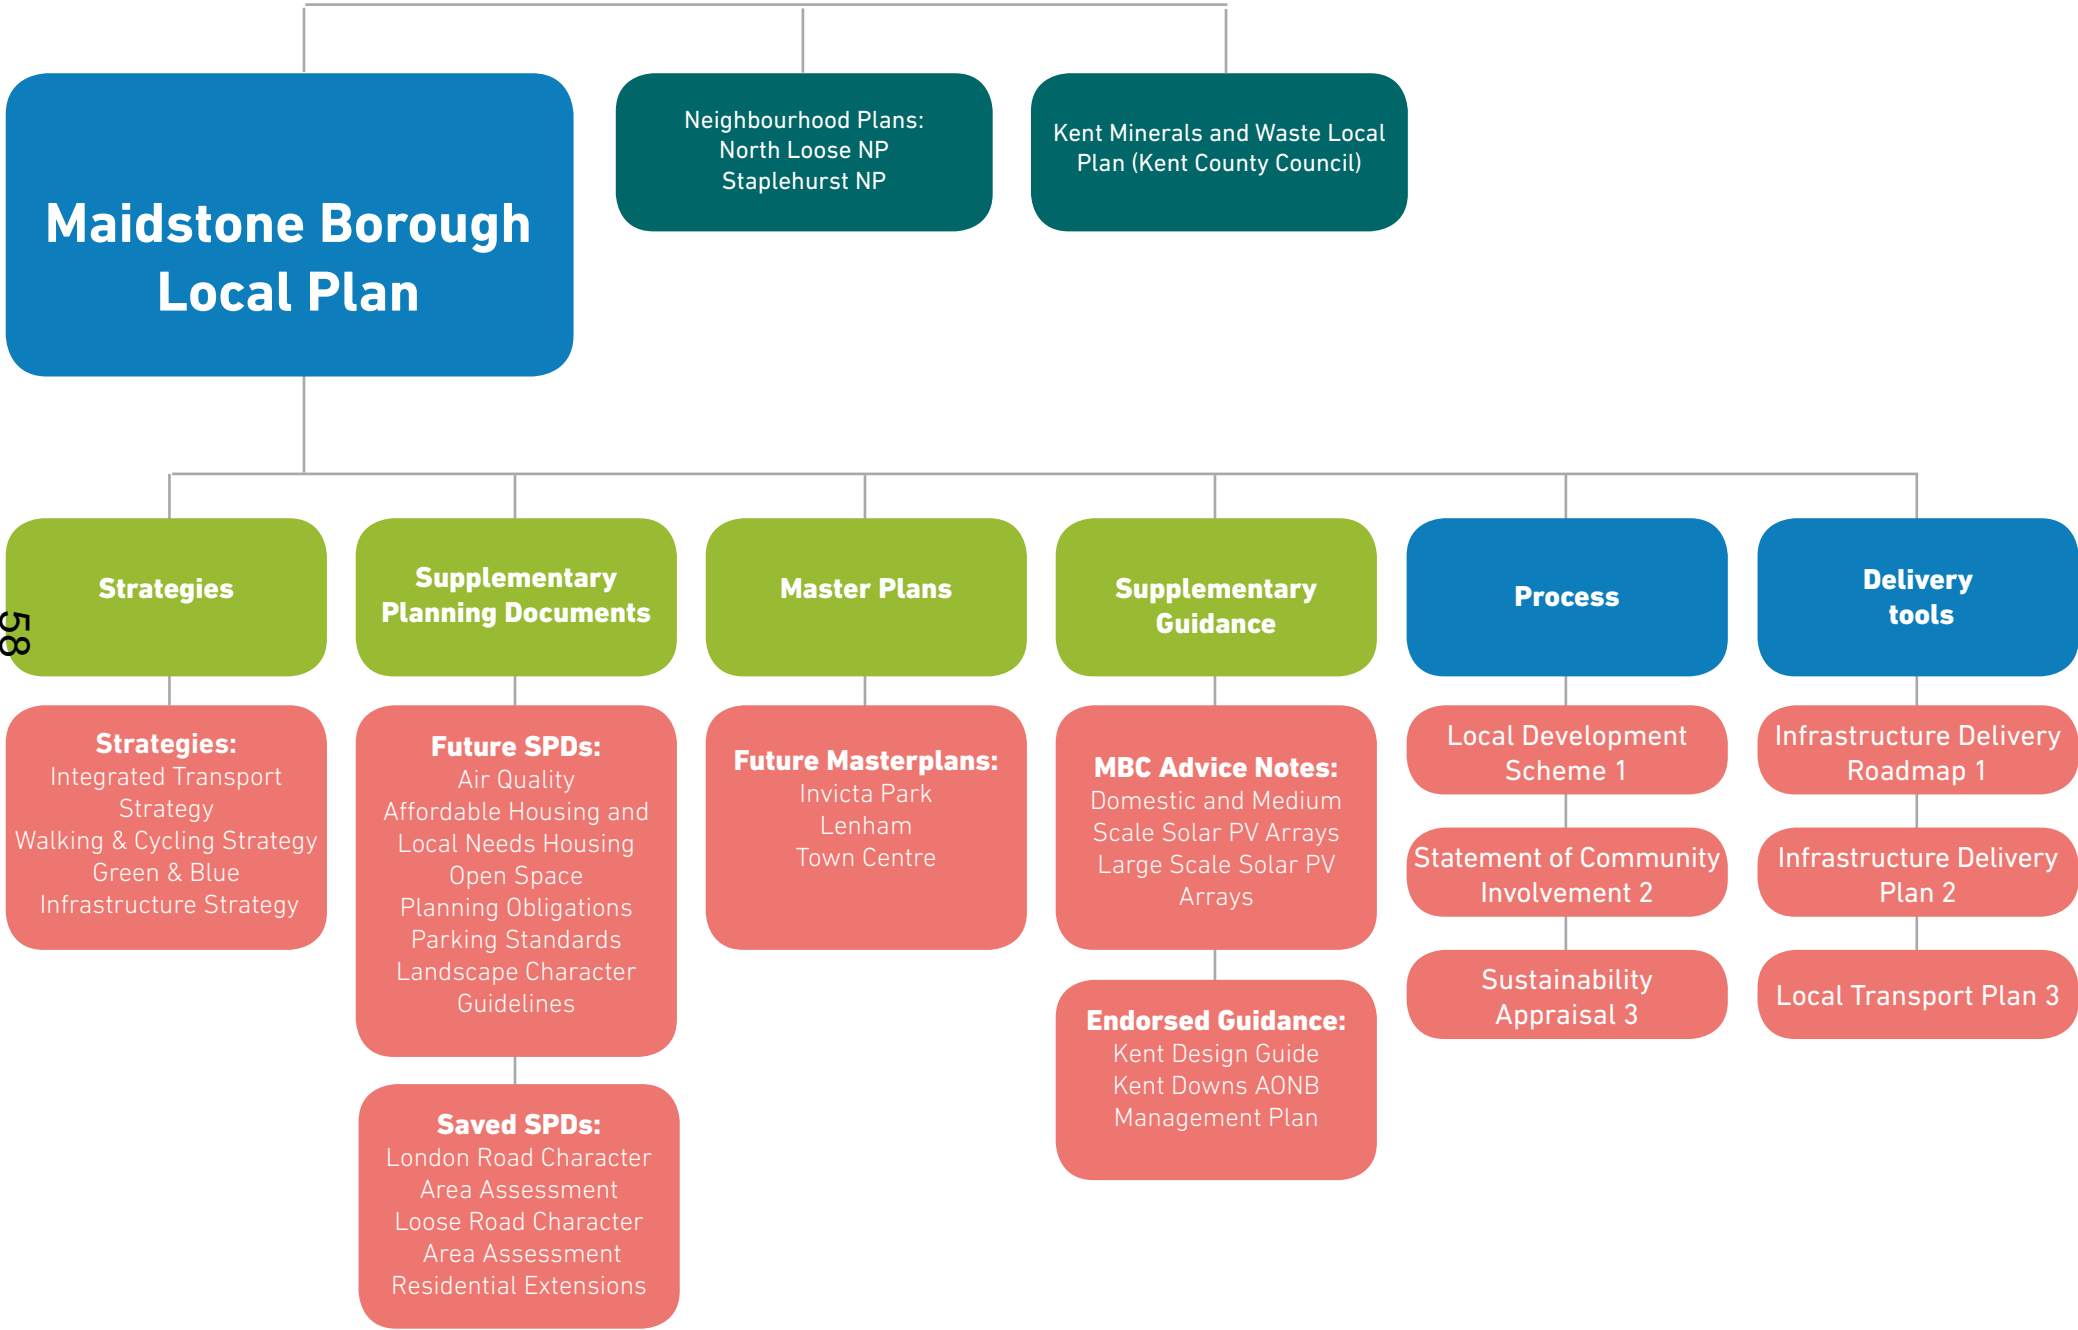 Maidstone Borough
Local Plan
Neighbourhood Plans:
North Loose NP
Staplehurst NP
Kent Minerals and Waste Local
Plan (Kent County Council)
Strategies
Supplementary
Planning Documents
Master Plans
Supplementary
Guidance
Process
Delivery
tools
58
Strategies:
Integrated Transport
Strategy
Walking & Cycling Strategy
Green & Blue
Infrastructure Strategy
Future SPDs:
Air Quality
Affordable Housing and
Local Needs Housing
Open Space
Planning Obligations
Parking Standards
Landscape Character
Guidelines
Saved SPDs:
London Road Character
Area Assessment
Loose Road Character
Area Assessment
Residential Extensions
Future Masterplans:
Invicta Park
Lenham
Town Centre
MBC Advice Notes:
Domestic and Medium
Scale Solar PV Arrays
Large Scale Solar PV
Arrays
Endorsed Guidance:
Kent Design Guide
Kent Downs AONB
Management Plan
Local Development
Scheme 1
Statement of Community
Involvement 2
Sustainability
Appraisal 3
Infrastructure Delivery
Roadmap 1
Infrastructure Delivery
Plan 2
Local Transport Plan 3